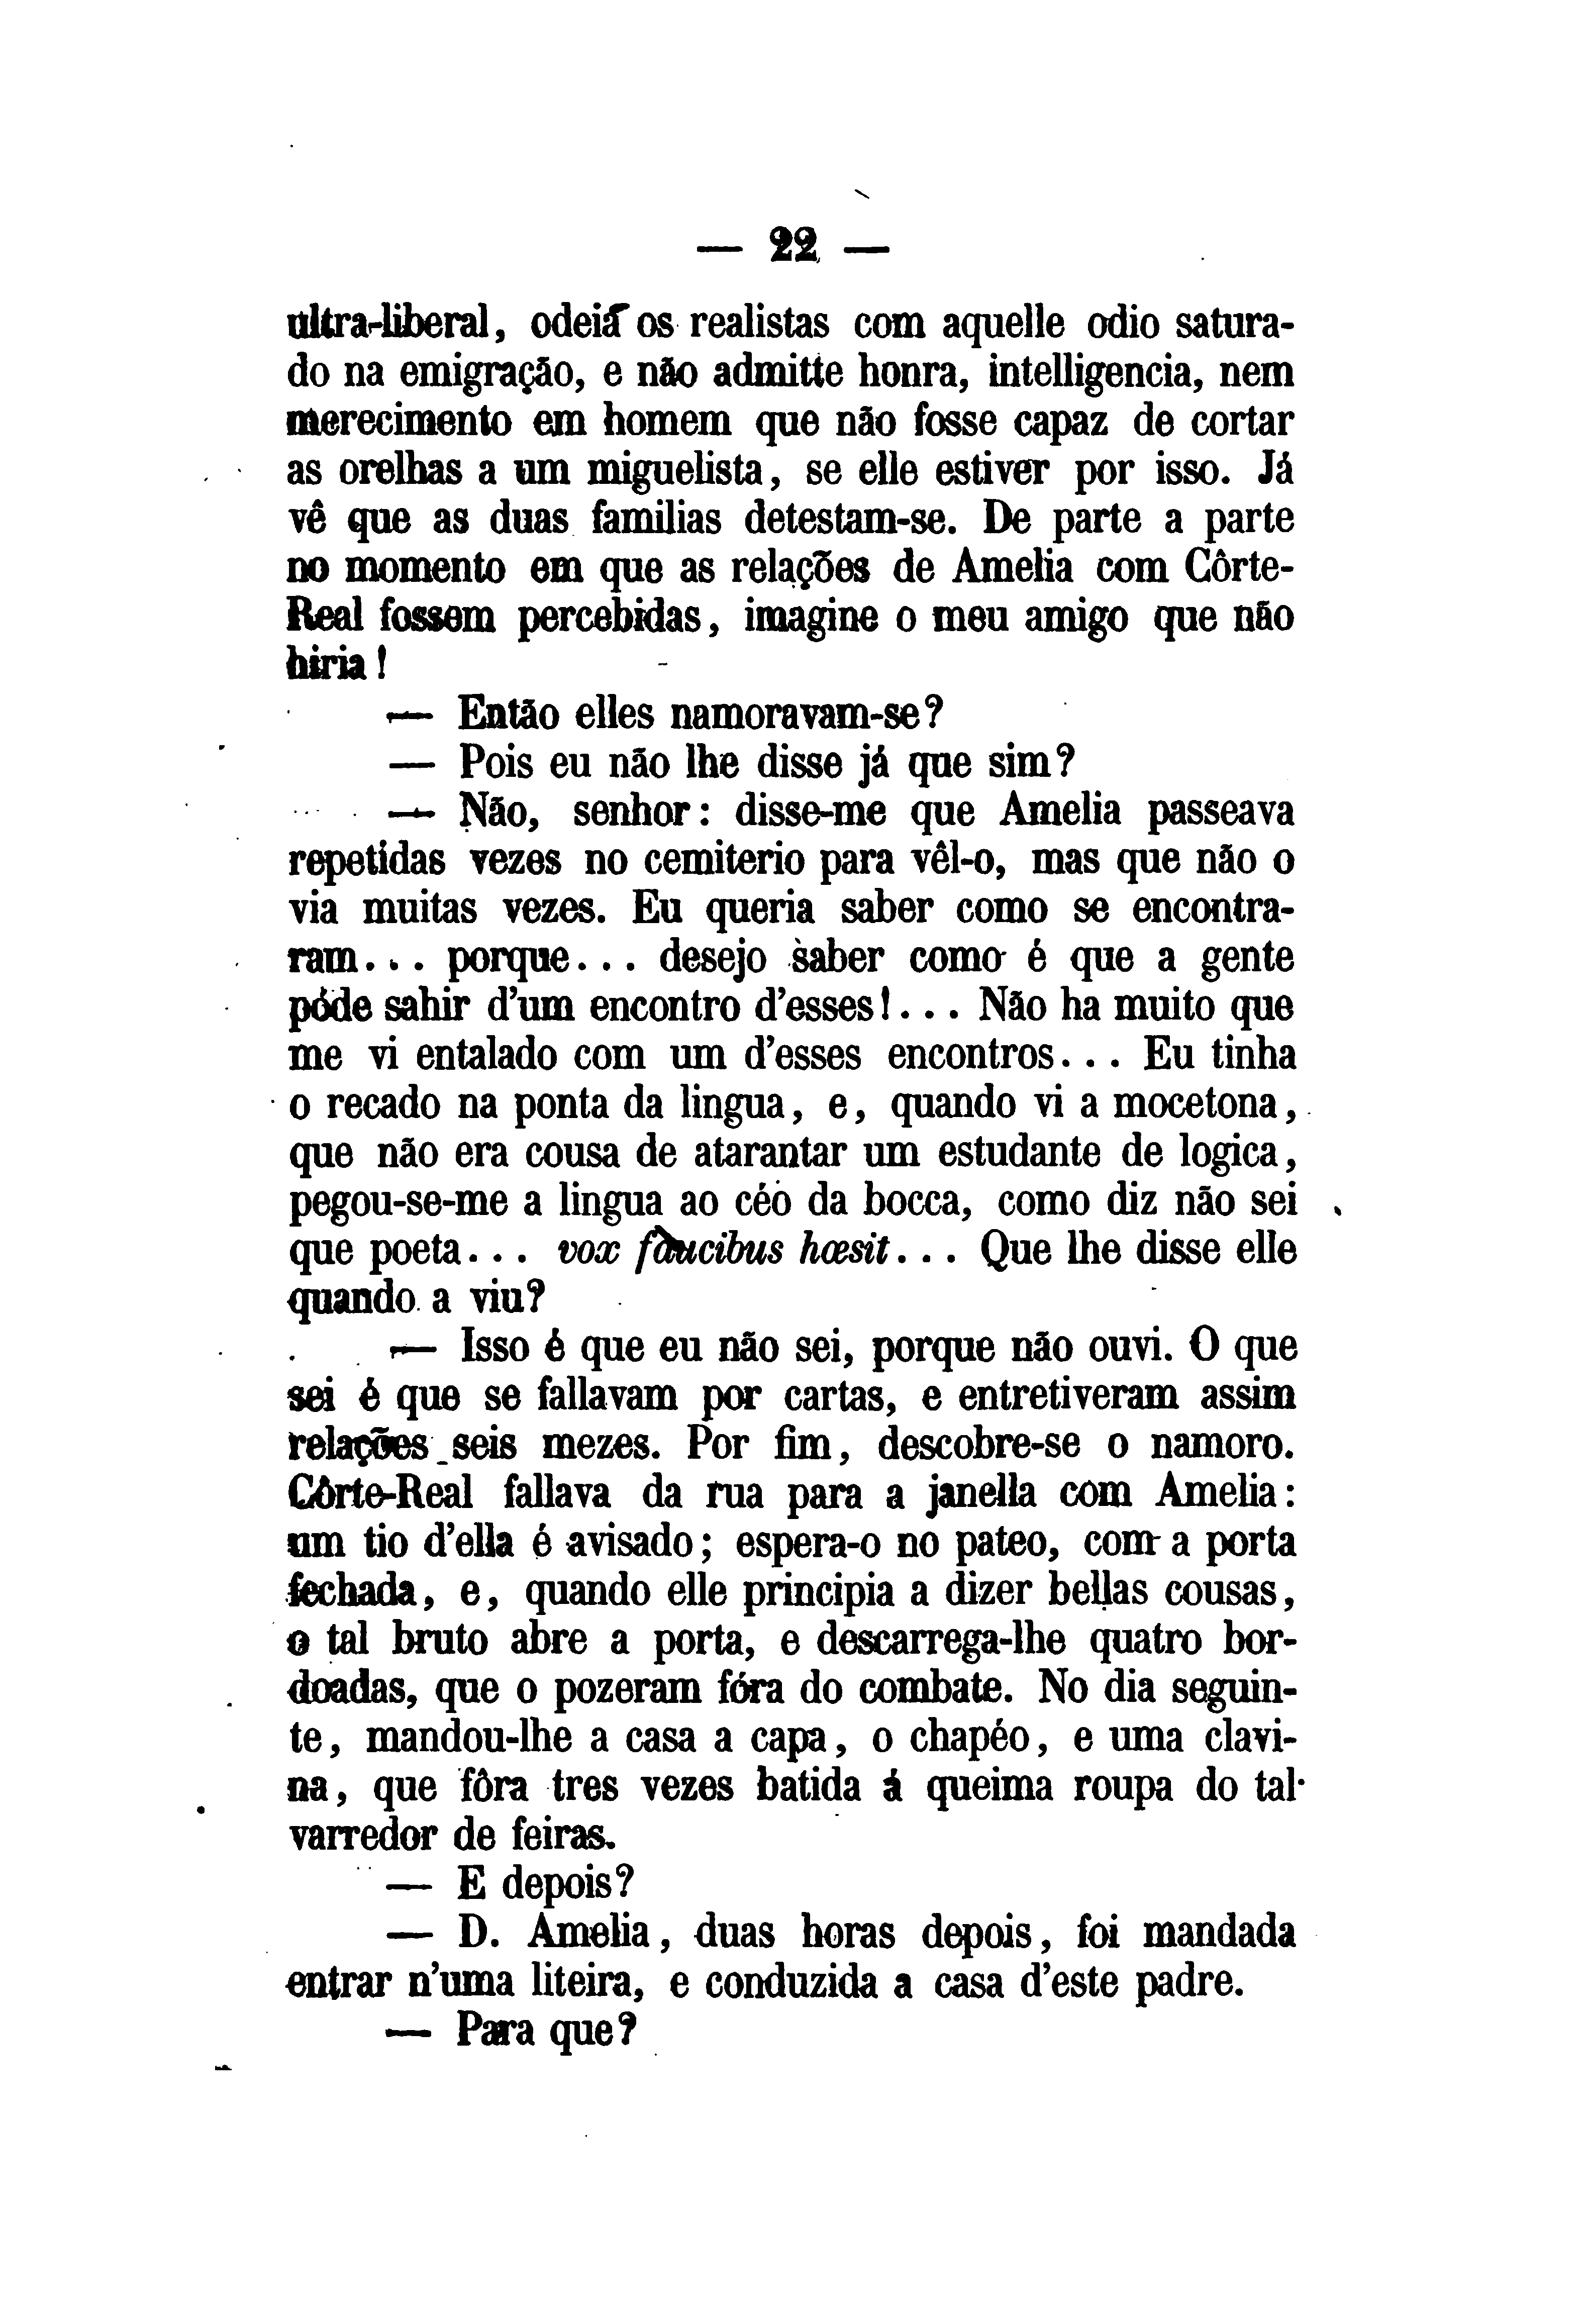 — 22 —
ultra-liberal, odeia os realistas com aquelle odio satura-
do na emigração, e não admitte honra, intelligencia, nem
merecimento em homem que não fosse capaz de cortar
as orelhas a um miguelista, se elle estiver por isso. Já
vê que as duas familias detestam-se. De parte a parte
no momento em que as relações de Amelia com Côrte-
Real fossem percebidas, imagine o meu amigo que não
hiria!
— Então elles namoravam-se?
— Pois eu não lhe disse já que sim?
— Não, senhor: disse-me que Amelia passeava
repetidas vezes no cemiterio para vêl-o, mas que não o
via muitas vezes. Eu queria saber como se encontra-
ram... porque... desejo saber como é que a gente
póde sahir d'um encontro d'esses!... Não ha muito que
me vi entalado com um d'esses encontros... Eu tinha
o recado na ponta da lingua, e, quando vi a mocetona,
que não era cousa de atarantar um estudante de logica,
pegou-se-me a lingua ao céo da bocca, como diz não sei
que poeta... vox faucibus hœsit... Que lhe disse elle
quando a viu?
— Isso é que eu não sei, porque não ouvi. O que
sei é que se fallavam por cartas, e entretiveram assim
relações seis mezes. Por fim, descobre-se o namoro.
Côrte-Real fallava da rua para a janella com Amelia:
um tio d'ella é avisado; espera-o no pateo, com a porta
fechada, e, quando elle principia a dizer bellas cousas,
o tal bruto abre a porta, e descarrega-lhe quatro bor-
doadas, que o pozeram fóra do combate. No dia seguin-
te, mandou-lhe a casa a capa, o chapéo, e uma clavi-
na, que fôra tres vezes batida á queima roupa do tal
varredor de feiras.
— E depois?
— D. Amelia, duas horas depois, foi mandada
entrar n'uma liteira, e conduzida a casa d'este padre.
— Para que?